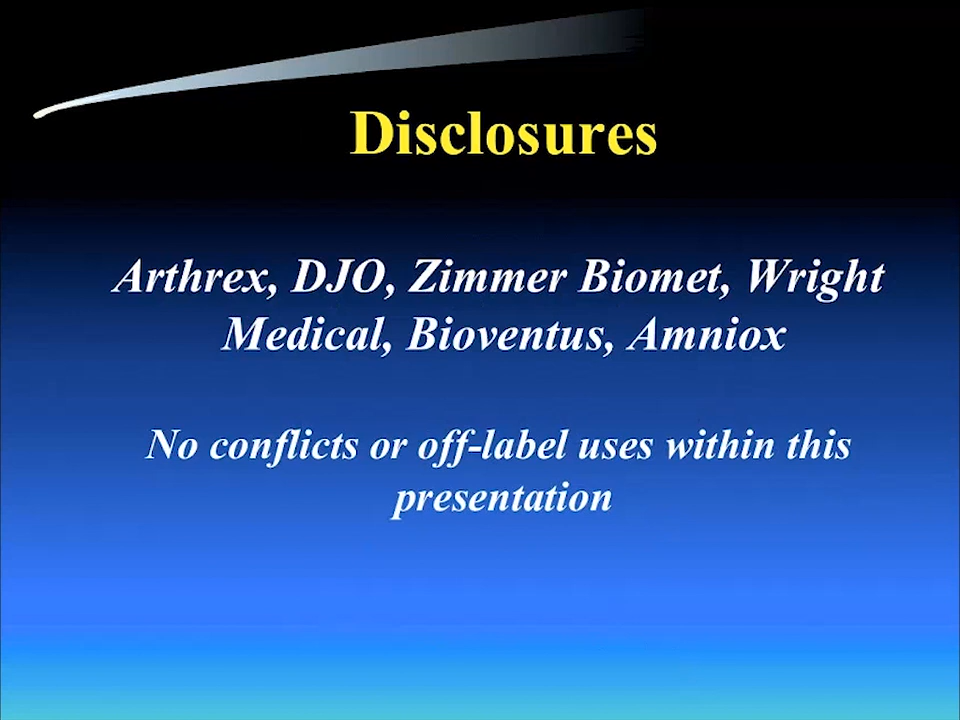 Disclosures
Arthrex, DJO, Zimmer Biomet, Wright
Medical, Bioventus, Amniox
No conflicts or off-label uses within this
presentation